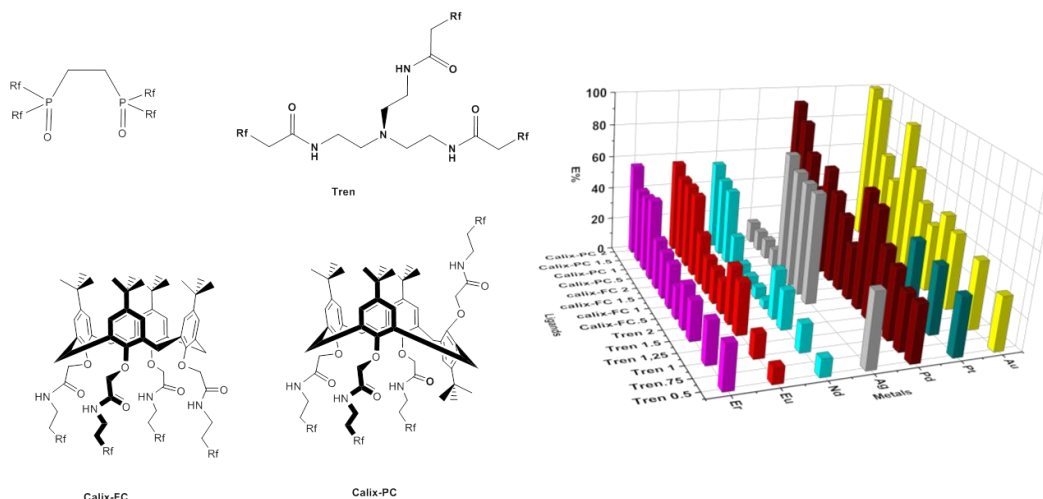 Rf
Rf
P
O
P
O
Rf
Rf
Rf
O
HN
Rf
O
N
H
N
N
H
O
Rf
Tren
O
O
O
O
O
HN
Rf
O
HN
Rf
O
HN
Rf
O
NH
Rf
Calix-FC
Rf
HN
O
O
O
O
O
O
HN
Rf
O
HN
Rf
O
HN
Rf
Calix-PC
E%
100
80
60
40
20
0
Calix-PC 2
Calix-PC 1.5
Calix-PC 1
Calix-PC.5
calix-FC 2
calix-FC 1.5
calix-FC 1
Calix-FC.5
Tren 2
Tren 1.5
Tren 1,25
Tren 1
Tren.75
Tren 0.5
Ligands
Er
Eu
Nd
Ag
Pd
Pt
Au
Metals